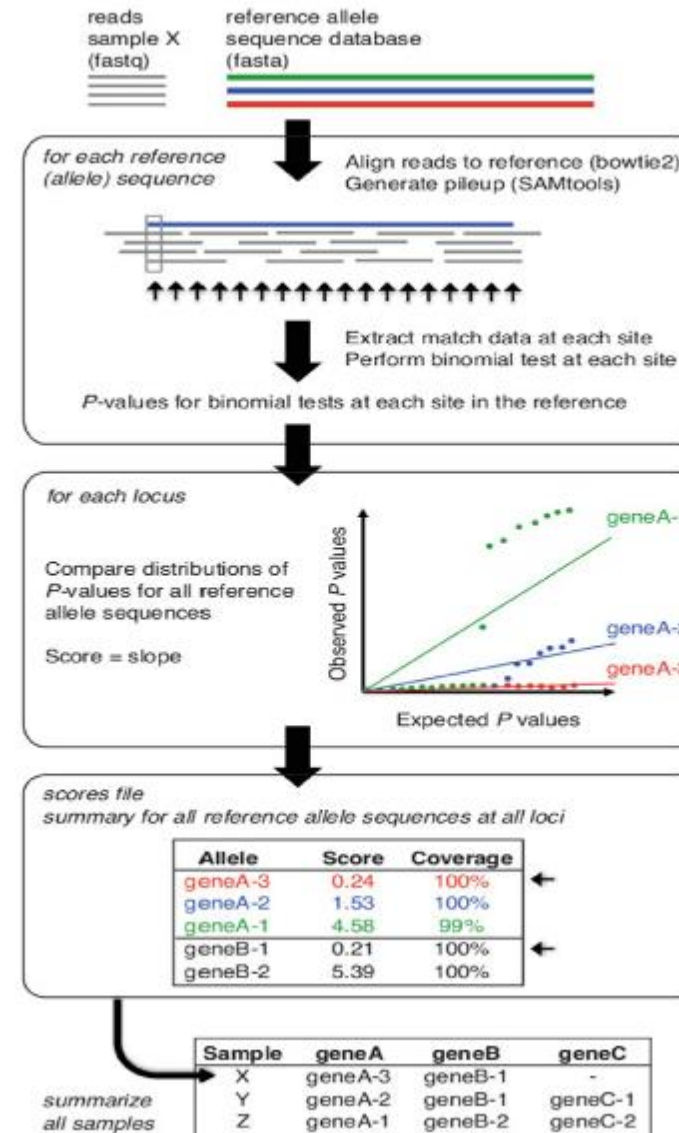 reads
sample X
(fastq)
reference allele
sequence database
(fasta)
for each reference
(allele) sequence
Align reads to reference (bowtie2)
Generate pileup (SAMtools)
Extract match data at each site
Perform binomial test at each site
P-values for binomial tests at each site in the reference
for each locus
Compare distributions of
P-values for all reference
allele sequences
Score = slope
Observed P values
Expected P values
geneA-
geneA-
geneA-
scores file
summary for all reference allele sequences at all loci
Allele Score Coverage
geneA-3 0.24 100%
geneA-2 1.53 100%
geneA-1 4.58 99%
geneB-1 0.21 100%
geneB-2 5.39 100%
summarize
all samples
Sample geneA geneB geneC
X geneA-3 geneB-1 -
Y geneA-2 geneB-1 geneC-1
Z geneA-1 geneB-2 geneC-2